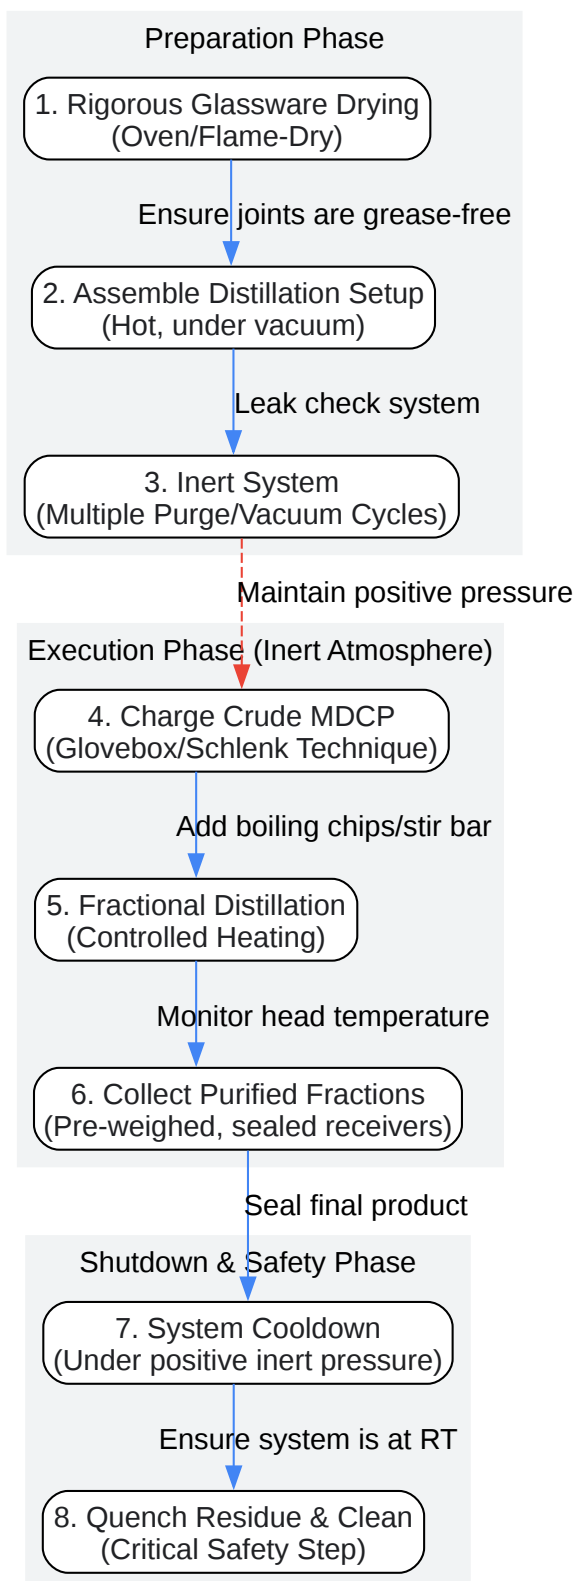 Preparation Phase
1. Rigorous Glassware Drying
(Oven/Flame-Dry)
Ensure joints are grease-free
2. Assemble Distillation Setup
(Hot, under vacuum)
Leak check system
3. Inert System
(Multiple Purge/Vacuum Cycles)
Maintain positive pressure
Execution Phase (Inert Atmosphere)
4. Charge Crude MDCP
(Glovebox/Schlenk Technique)
Add boiling chips/stir bar
5. Fractional Distillation
(Controlled Heating)
Monitor head temperature
6. Collect Purified Fractions
(Pre-weighed, sealed receivers)
Seal final product
Shutdown & Safety Phase
7. System Cooldown
(Under positive inert pressure)
Ensure system is at RT
8. Quench Residue & Clean
(Critical Safety Step)